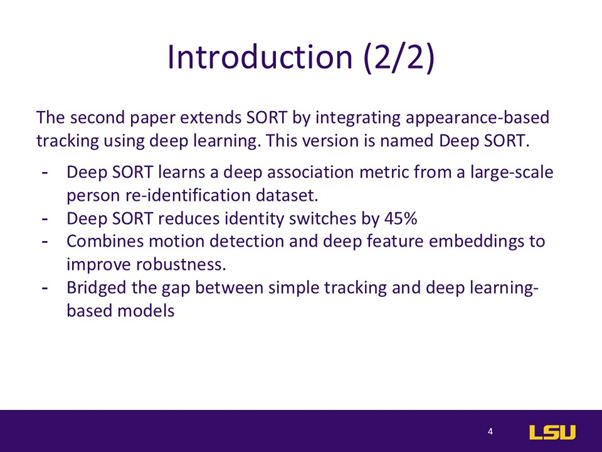 Introduction (2/2)
The second paper extends SORT by integrating appearance-based
tracking using deep learning. This version is named Deep SORT.
- Deep SORT learns a deep association metric from a large-scale
person re-identification dataset.
- Deep SORT reduces identity switches by 45%
- Combines motion detection and deep feature embeddings to
improve robustness.
- Bridged the gap between simple tracking and deep learning-
based models
4
LSU